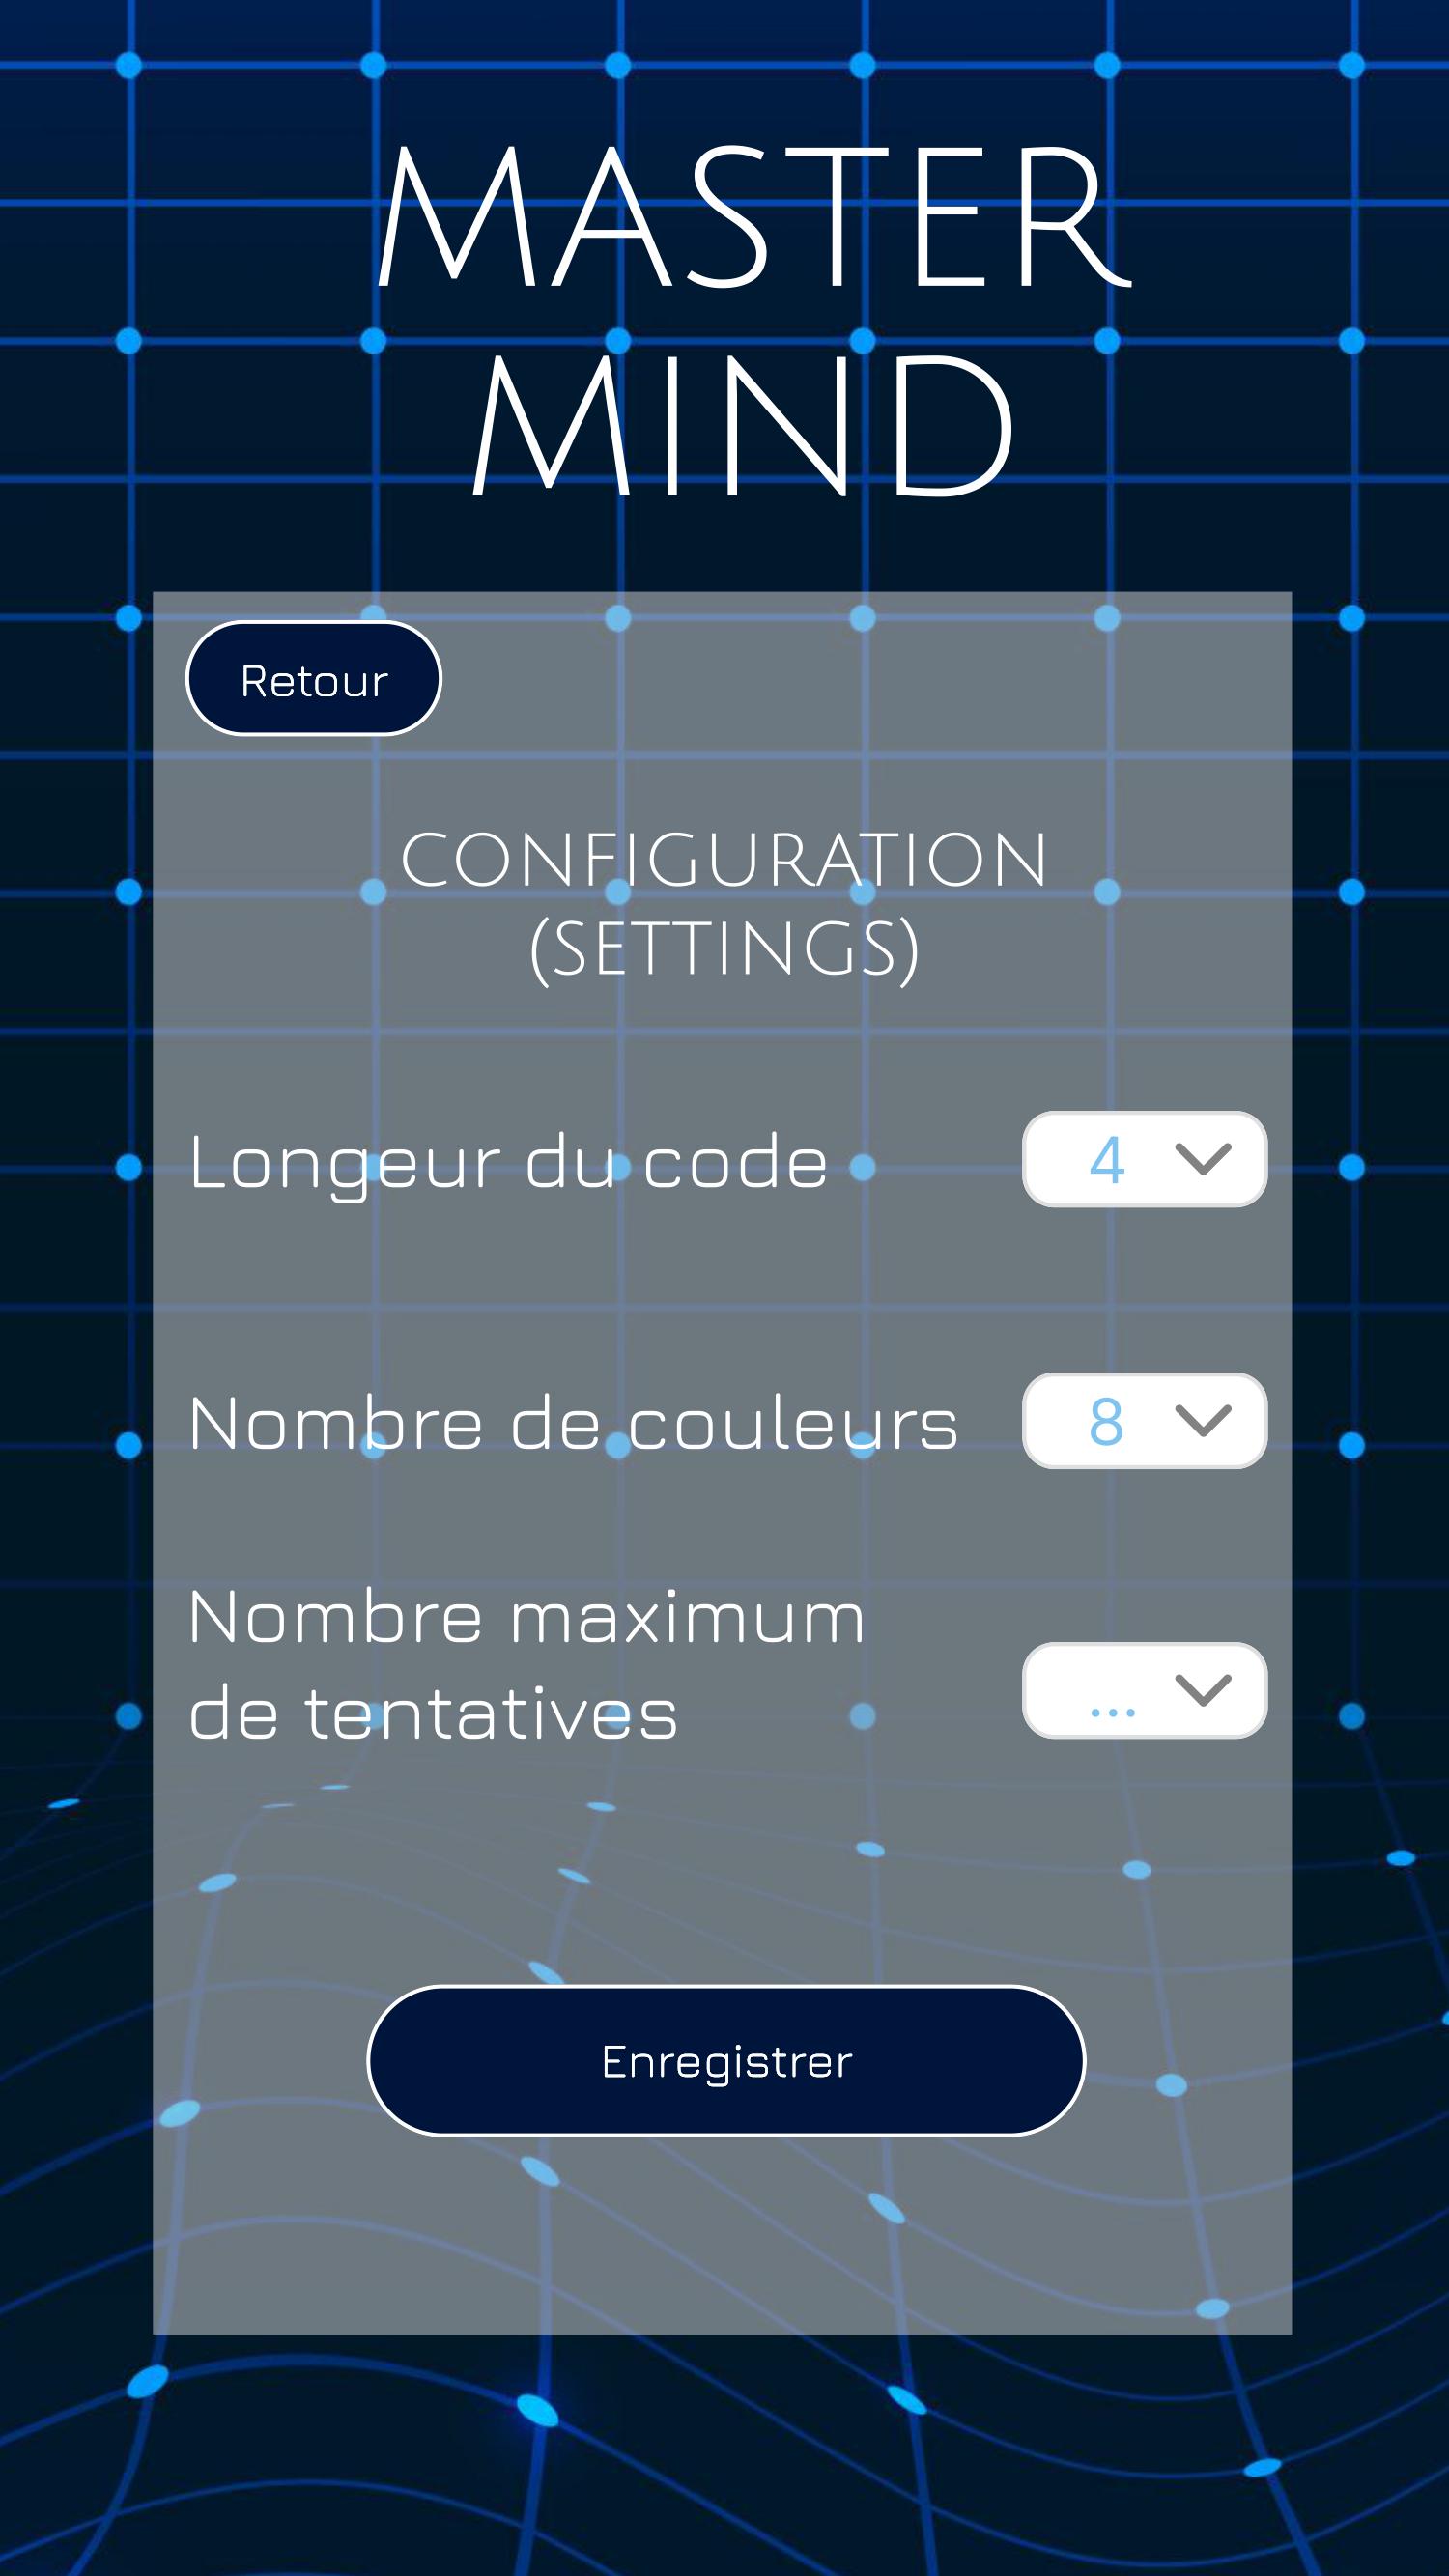 MASTER
MIND
Retour
CONFIGURATION
(SETTINGS)
Longeur du code
4
Nombre de couleurs
8
Nombre maximum
de tentatives
...
Enregistrer